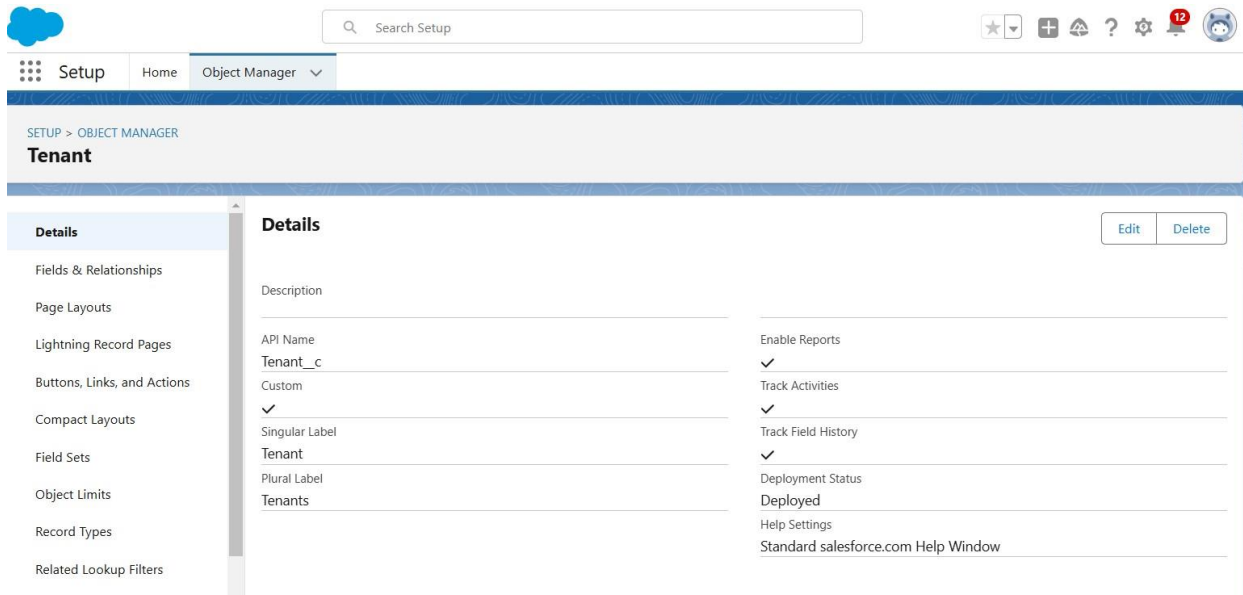 Search Setup
12
Setup
Home
Object Manager
SETUP > OBJECT MANAGER
Tenant
Details
Fields & Relationships
Page Layouts
Lightning Record Pages
Buttons, Links, and Actions
Compact Layouts
Field Sets
Object Limits
Record Types
Related Lookup Filters
Details
Edit
Delete
Description
API Name
Tenant__c
Custom
Singular Label
Tenant
Plural Label
Tenants
Enable Reports
Track Activities
Track Field History
Deployment Status
Deployed
Help Settings
Standard salesforce.com Help Window